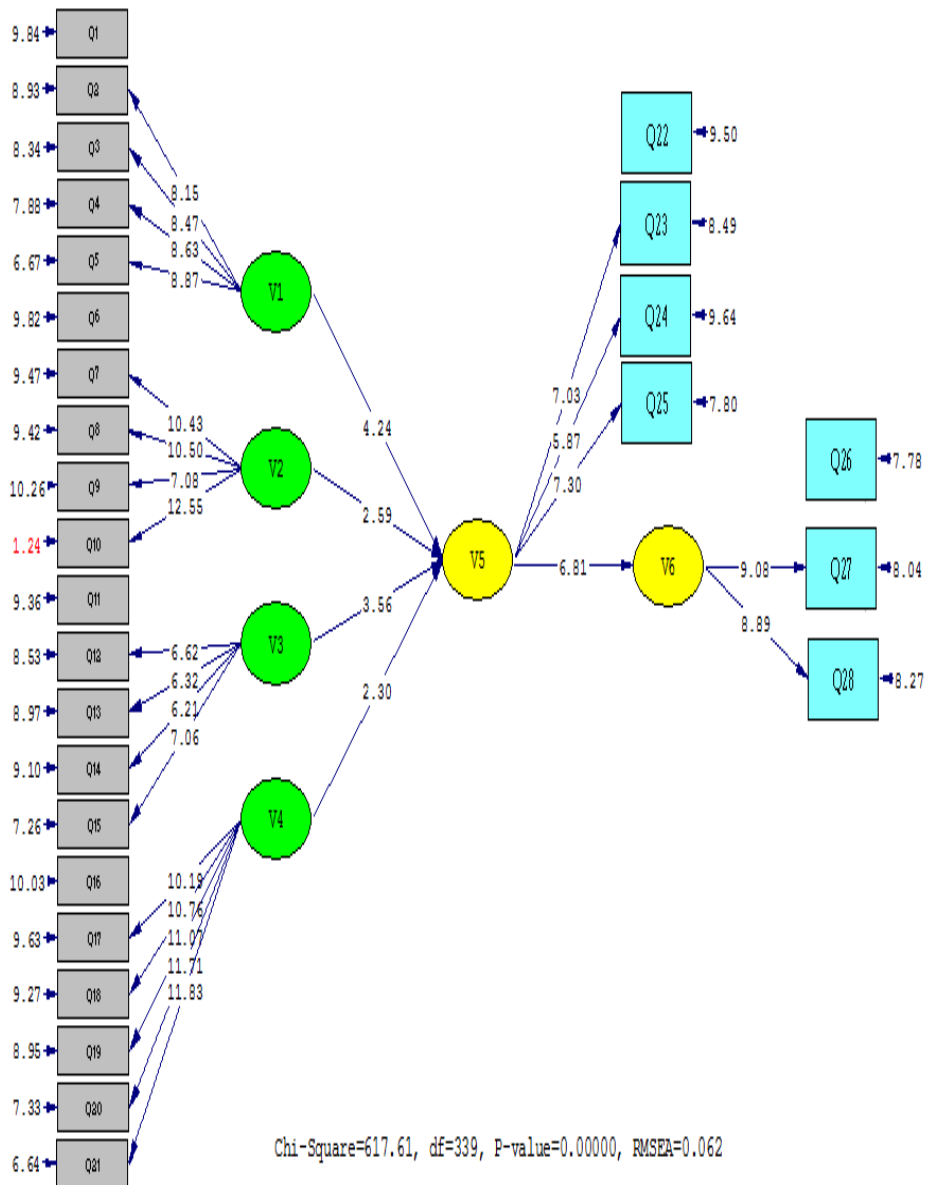 9.84 Q1
8.93 Q2
8.34 Q3
7.88 Q4
6.67 Q5
9.82 Q6
9.47 Q7
9.42 Q8
10.26 Q9
1.24 Q10
9.36 Q11
8.53 Q12
8.97 Q13
9.10 Q14
7.26 Q15
10.03 Q16
9.63 Q17
9.27 Q18
8.95 Q19
7.33 Q20
6.64 Q21
8.15
8.47
8.63
8.87
10.43
10.50
7.08
12.55
6.62
6.32
6.21
7.06
10.19
10.76
11.07
11.71
11.83
V1
V2
V3
V4
4.24
2.59
3.56
2.30
V5
7.03
5.87
7.30
6.81
Q22 9.50
Q23 8.49
Q24 9.64
Q25 7.80
V6
9.08
8.89
Q26 7.78
Q27 8.04
Q28 8.27
Chi-Square=617.61, df=339, P-value=0.00000, RMSEA=0.062